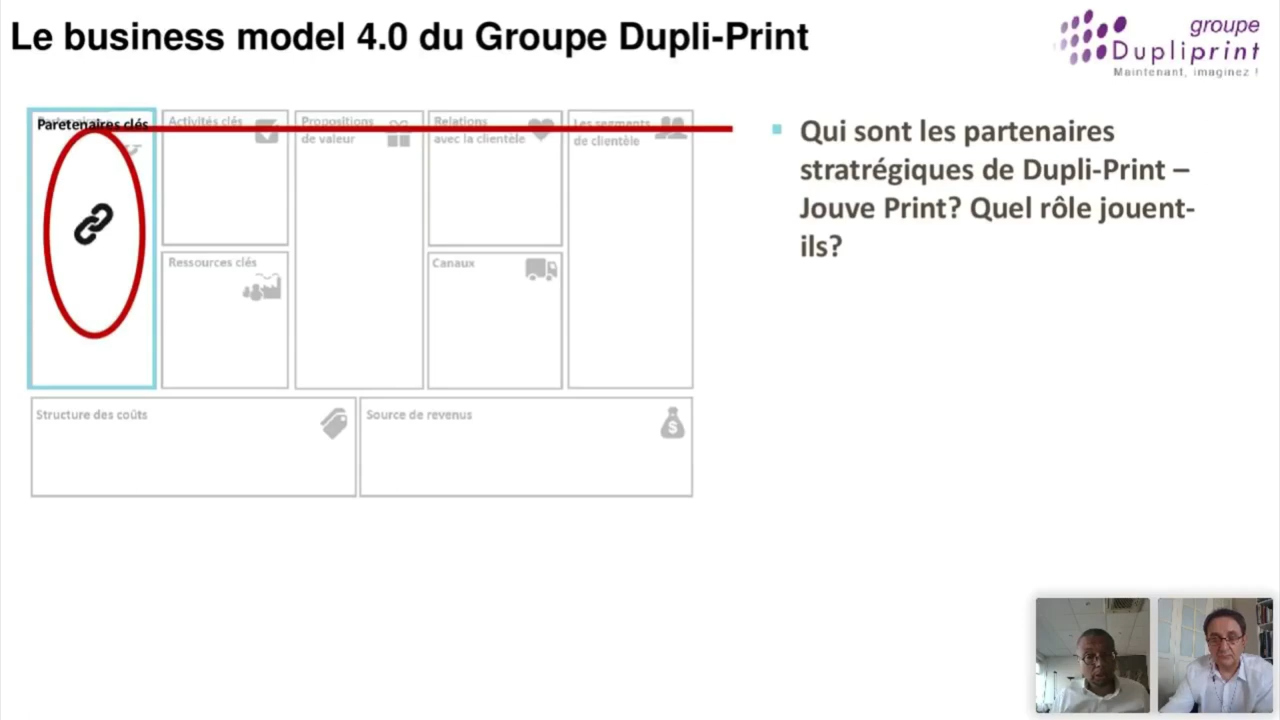 Le business model 4.0 du Groupe Dupli-Print
groupe
Dupliprint
Maintenant, imaginez !
Paretenaires clés
Activités clés
Propositions
de valeur
Relations
avec la clientèle
Les segments
de clientèle
Ressources clés
Canaux
Structure des coûts
Source de revenus
$
Qui sont les partenaires
stratrégiques de Dupli-Print –
Jouve Print? Quel rôle jouent-
ils?